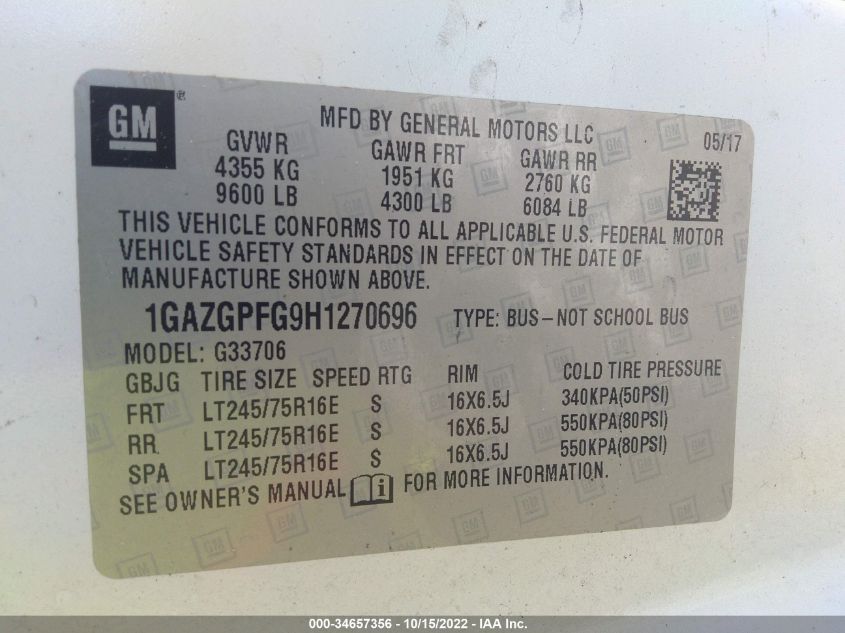 GM ®
MFD BY GENERAL MOTORS LLC 05/17
GVWR GAWR FRT GAWR RR
4355 KG 1951 KG 2760 KG
9600 LB 4300 LB 6084 LB
THIS VEHICLE CONFORMS TO ALL APPLICABLE U.S. FEDERAL MOTOR
VEHICLE SAFETY STANDARDS IN EFFECT ON THE DATE OF
MANUFACTURE SHOWN ABOVE.
1GAZGPFG9H1270696 TYPE: BUS–NOT SCHOOL BUS
MODEL: G33706
GBJG TIRE SIZE SPEED RTG RIM COLD TIRE PRESSURE
FRT LT245/75R16E S 16X6.5J 340KPA(50PSI)
RR LT245/75R16E S 16X6.5J 550KPA(80PSI)
SPA LT245/75R16E S 16X6.5J 550KPA(80PSI)
SEE OWNER'S MANUAL i FOR MORE INFORMATION.
000-34657356 - 10/15/2022 - IAA Inc.